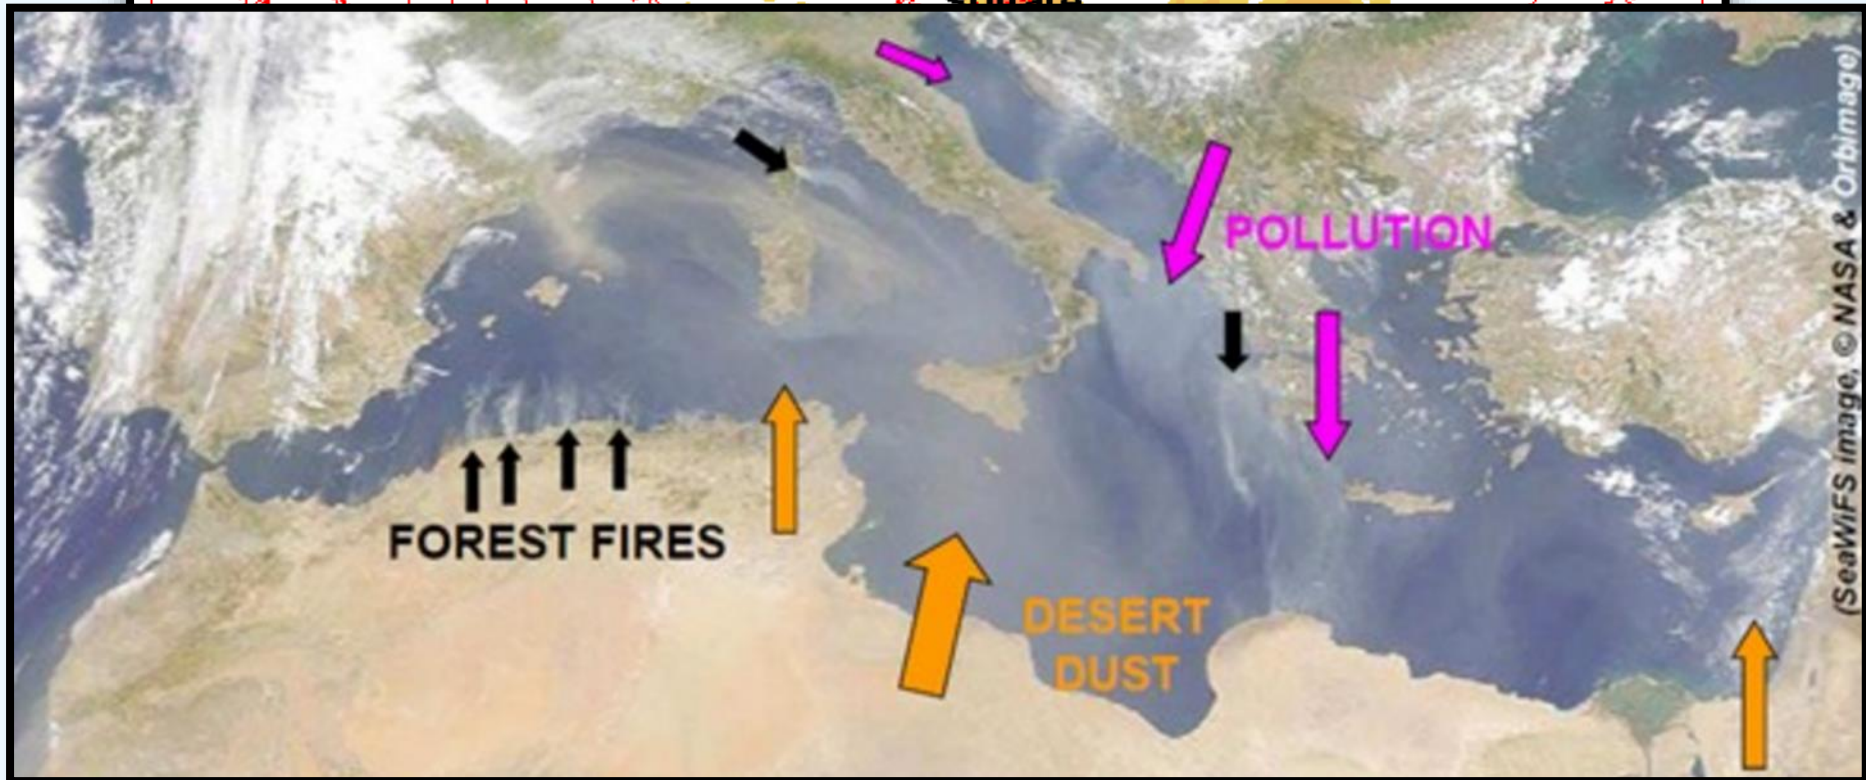 POLLUTION
FOREST FIRES
DESERT
DUST
(SeaWiFS image, © NASA & Orbimage)